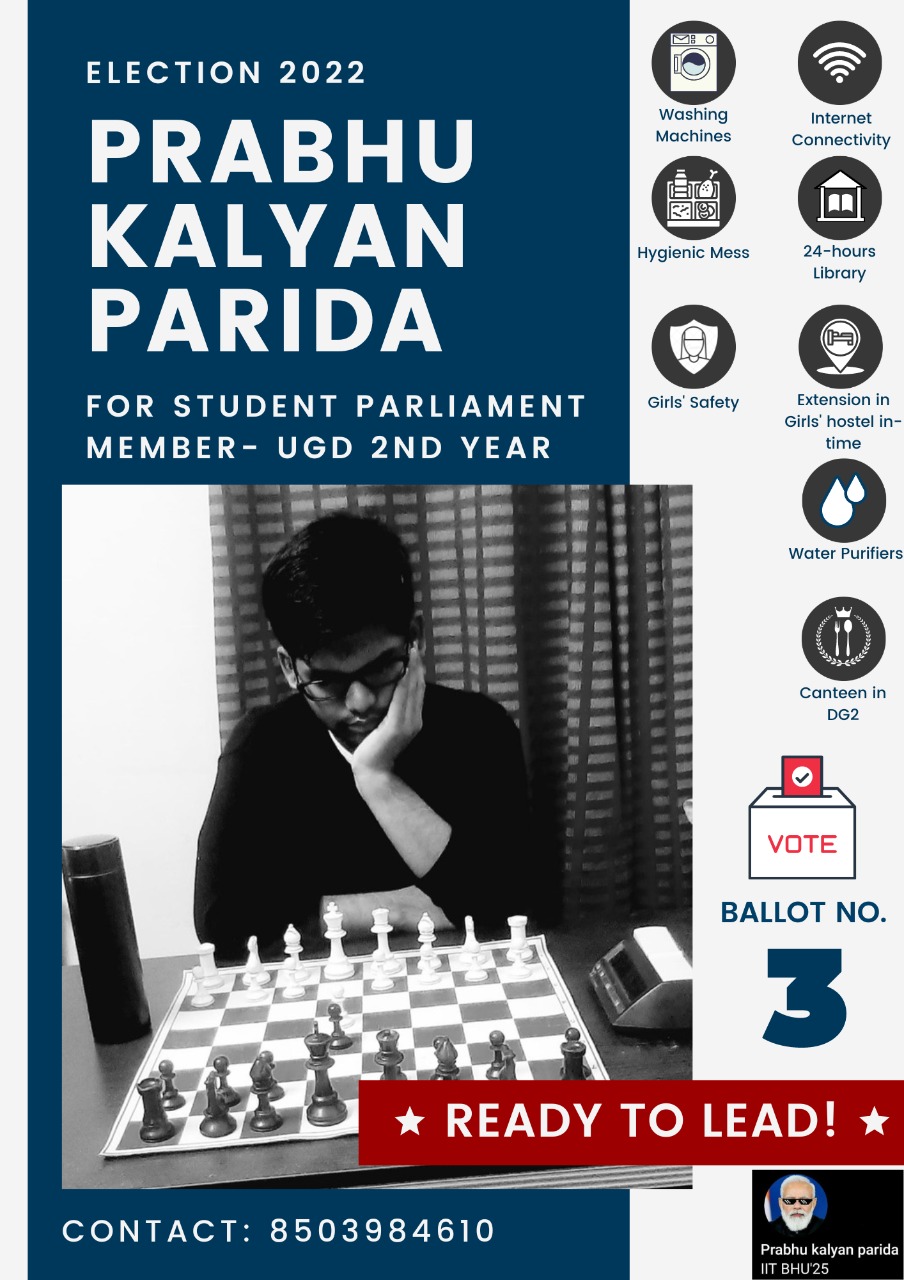 ELECTION 2022
PRABHU
KALYAN
PARIDA
FOR STUDENT PARLIAMENT
MEMBER- UGD 2ND YEAR
Washing
Machines
Internet
Connectivity
Hygienic Mess
24-hours
Library
Girls' Safety
Extension in
Girls' hostel in-
time
Water Purifiers
Canteen in
DG2
VOTE
BALLOT NO.
3
READY TO LEAD!
CONTACT: 8503984610
Prabhu kalyan parida
IIT BHU'25